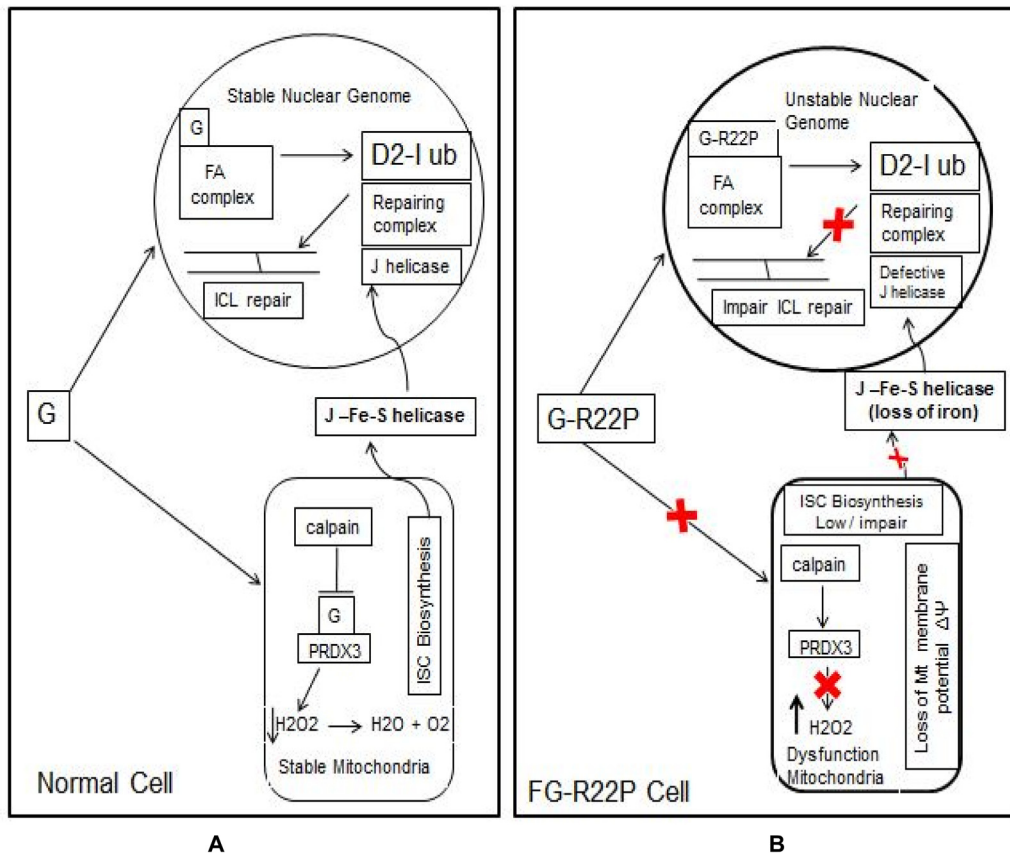 Stable Nuclear Genome
G
FA
complex
D2-I ub
Repairing
complex
J helicase
ICL repair
G
J –Fe-S helicase
calpain
G
PRDX3
ISC Biosynthesis
H2O2
H2O + O2
Stable Mitochondria
Normal Cell
A
Unstable Nuclear
Genome
G-R22P
FA
complex
D2-I ub
Repairing
complex
Defective
J helicase
Impair ICL repair
G-R22P
J –Fe-S helicase
(loss of iron)
ISC Biosynthesis
Low / impair
calpain
PRDX3
H2O2
Dysfunction
Mitochondria
Loss of Mt membrane
potential ΔΨ
FG-R22P Cell
B